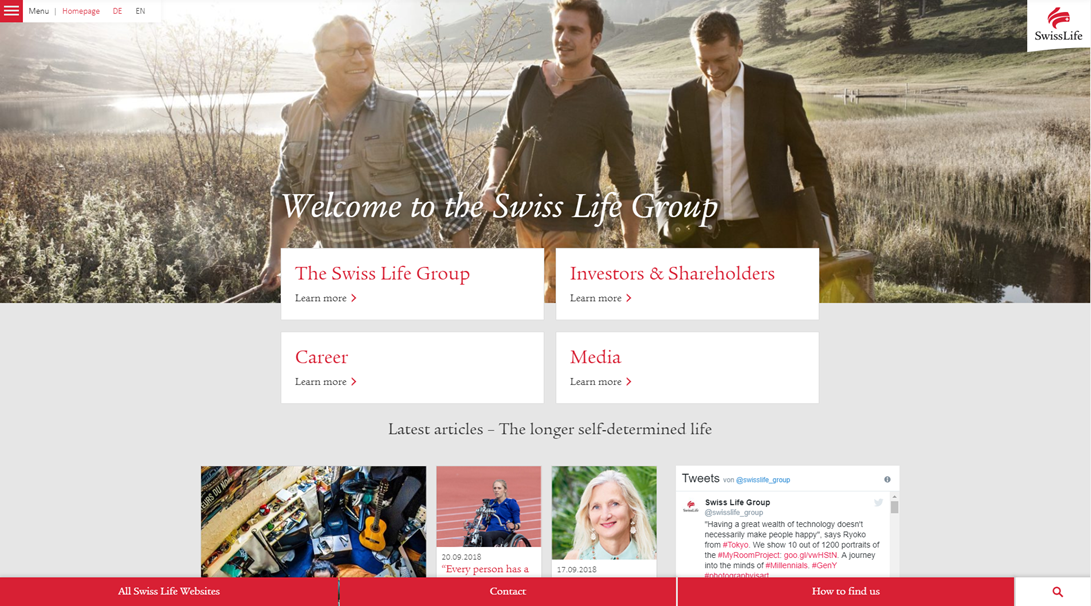 Menu | Homepage DE EN
SwissLife
Welcome to the Swiss Life Group
The Swiss Life Group
Learn more
Investors & Shareholders
Learn more
Career
Learn more
Media
Learn more
Latest articles – The longer self-determined life
20.09.2018
"Every person has a
17.09.2018
Tweets von @swisslife_group
Swiss Life Group
@swisslife_group
"Having a great wealth of technology doesn't
necessarily make people happy", says Ryoko
from #Tokyo. We show 10 out of 1200 portraits of
the #MyRoomProject: goo.gl/vwHStN. A journey
into the minds of #Millennials. #GenY
#photographyisart
All Swiss Life Websites
Contact
How to find us